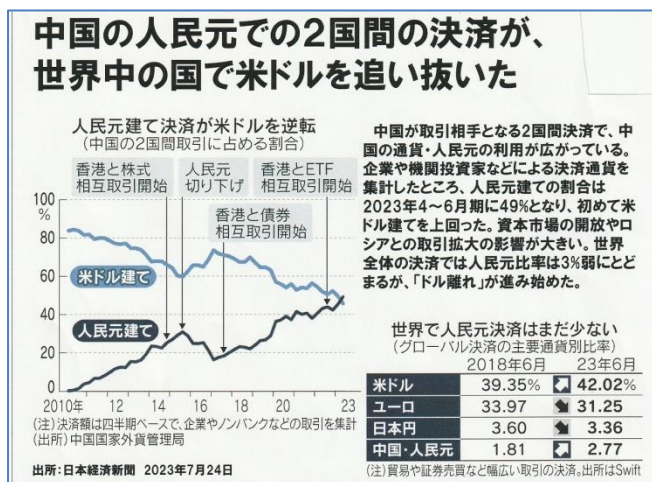 中国の人民元での2国間の決済が、
世界中の国で米ドルを追い抜いた
人民元建て決済が米ドルを逆転
(中国の2国間取引に占める割合)
香港と株式
相互取引開始
人民元
切り下げ
香港とETF
相互取引開始
香港と債券
相互取引開始
100
%
80
60
40
20
0
米ドル建て
人民元建て
2010年 12 14 16 18 20 22 23
(注)決済額は四半期ベースで、企業やノンバンクなどの取引を集計
(出所)中国国家外貨管理局
中国が取引相手となる2国間決済で、中
国の通貨・人民元の利用が広がっている。
企業や機関投資家などによる決済通貨を
集計したところ、人民元建ての割合は
2023年4~6月期に49%となり、初めて米
ドル建てを上回った。資本市場の開放やロ
シアとの取引拡大の影響が大きい。世界
全体の決済では人民元比率は3%弱にとど
まるが、「ドル離れ」が進み始めた。
世界で人民元決済はまだ少ない
(グローバル決済の主要通貨別比率)
2018年6月 23年6月
米ドル 39.35% 42.02%
ユーロ 33.97 31.25
日本円 3.60 3.36
中国・人民元 1.81 2.77
(注)貿易や証券売買など幅広い取引の決済。出所はSwift
出所:日本経済新聞 2023年7月24日